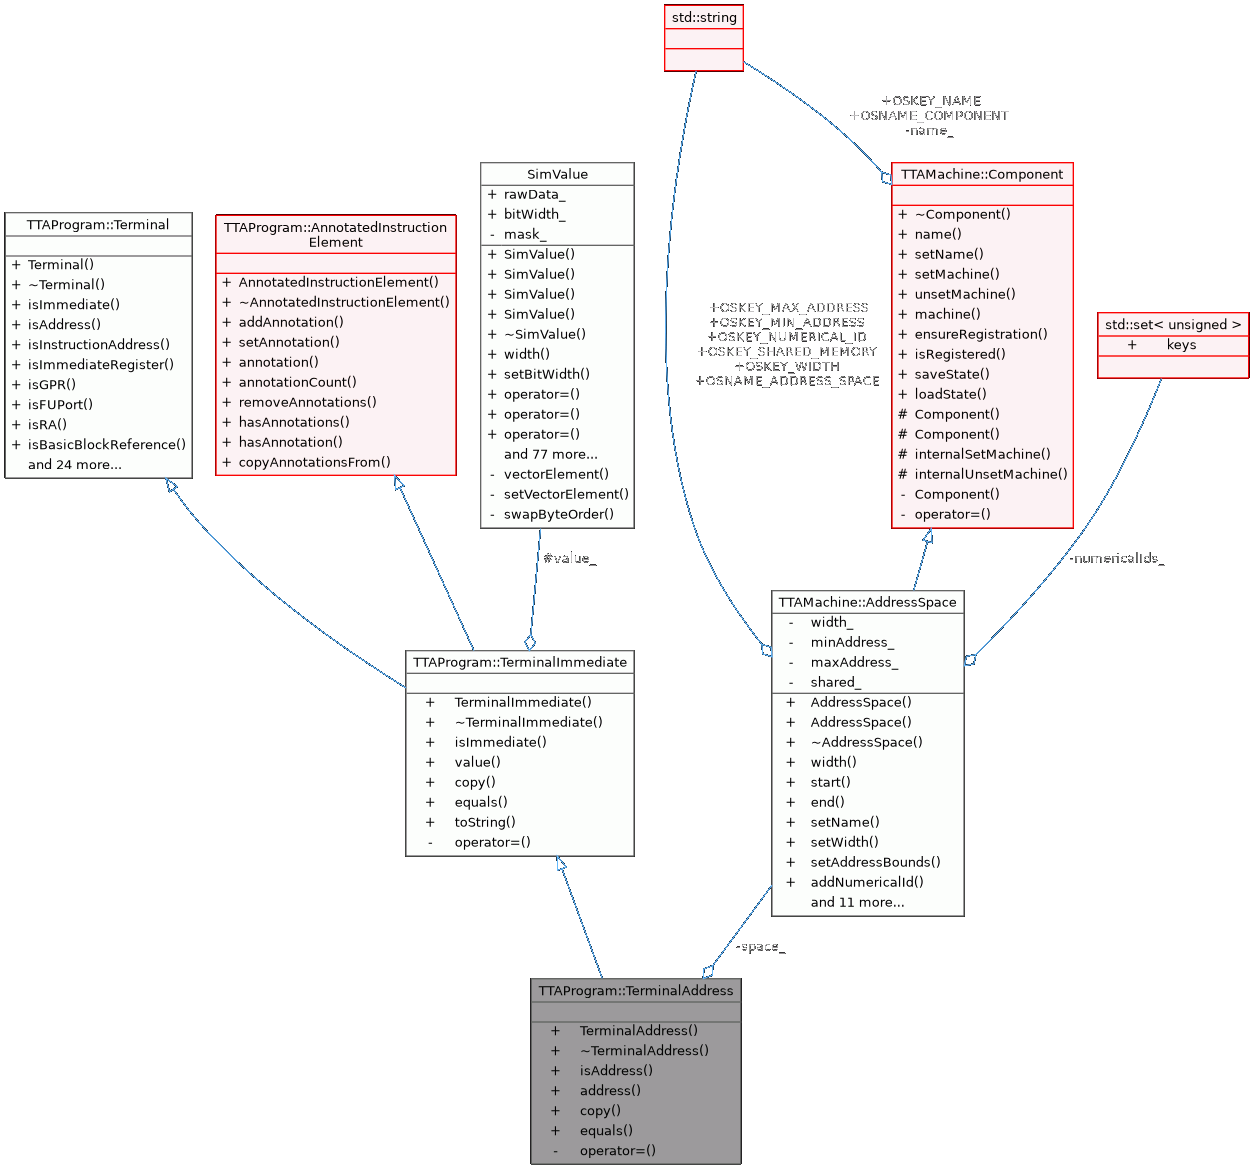 std::string
+OSKEY_NAME
+OSNAME_COMPONENT
-name_
TTAProgram::Terminal
+ Terminal()
+ ~Terminal()
+ isImmediate()
+ isAddress()
+ isInstructionAddress()
+ isImmediateRegister()
+ isGPR()
+ isFUPort()
+ isRA()
+ isBasicBlockReference()
and 24 more...
TTAProgram::AnnotatedInstruction
Element
+ AnnotatedInstructionElement()
+ ~AnnotatedInstructionElement()
+ addAnnotation()
+ setAnnotation()
+ annotation()
+ annotationCount()
+ removeAnnotations()
+ hasAnnotations()
+ hasAnnotation()
+ copyAnnotationsFrom()
SimValue
+ rawData_
+ bitWidth_
- mask_
+ SimValue()
+ SimValue()
+ SimValue()
+ SimValue()
+ ~SimValue()
+ width()
+ setBitWidth()
+ operator=()
+ operator=()
+ operator=()
and 77 more...
- vectorElement()
- setVectorElement()
- swapByteOrder()
+OSKEY_MAX_ADDRESS
+OSKEY_MIN_ADDRESS
+OSKEY_NUMERICAL_ID
+OSKEY_SHARED_MEMORY
+OSKEY_WIDTH
+OSNAME_ADDRESS_SPACE
TTAMachine::Component
+ ~Component()
+ name()
+ setName()
+ setMachine()
+ unsetMachine()
+ machine()
+ ensureRegistration()
+ isRegistered()
+ saveState()
+ loadState()
# Component()
# Component()
# internalSetMachine()
# internalUnsetMachine()
- Component()
- operator=()
std::set< unsigned >
+ keys
#value_
-numericalIds_
TTAProgram::TerminalImmediate
+ TerminalImmediate()
+ ~TerminalImmediate()
+ isImmediate()
+ value()
+ copy()
+ equals()
+ toString()
- operator=()
TTAMachine::AddressSpace
- width_
- minAddress_
- maxAddress_
- shared_
+ AddressSpace()
+ AddressSpace()
+ ~AddressSpace()
+ width()
+ start()
+ end()
+ setName()
+ setWidth()
+ setAddressBounds()
+ addNumericalId()
and 11 more...
-space_
TTAProgram::TerminalAddress
+ TerminalAddress()
+ ~TerminalAddress()
+ isAddress()
+ address()
+ copy()
+ equals()
- operator=()